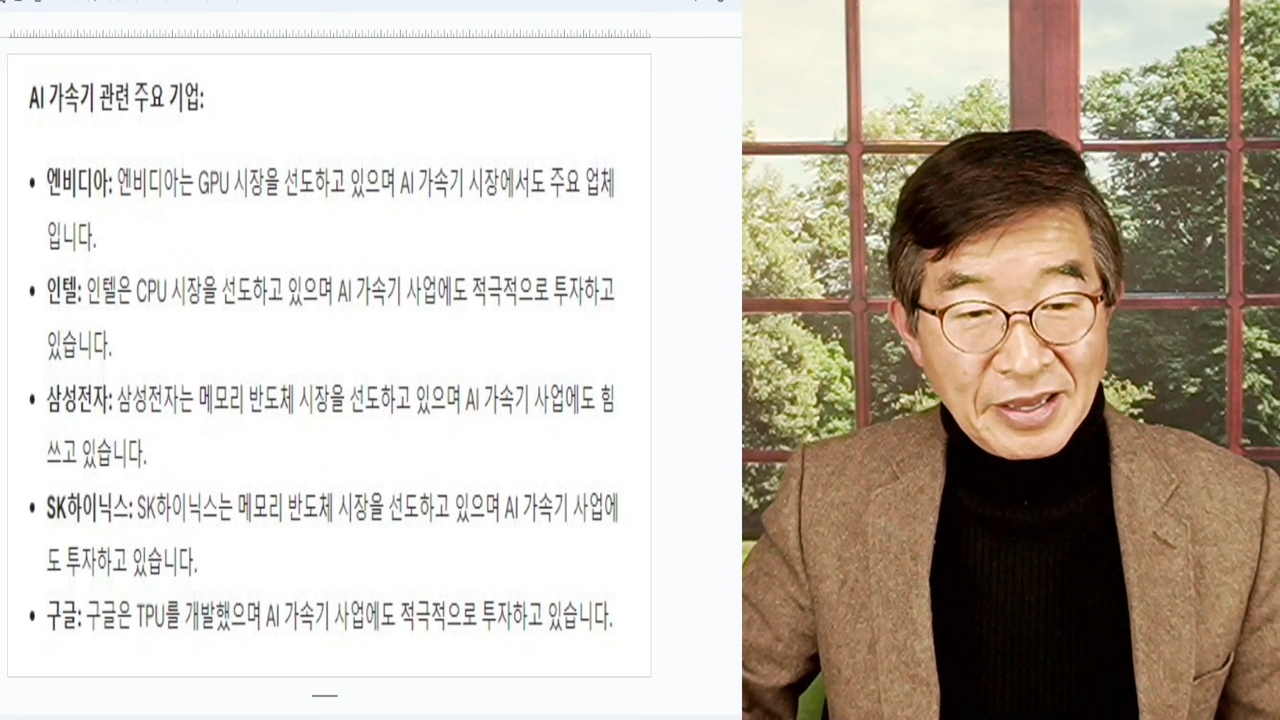 AI 가속기 관련 주요 기업:
• 엔비디아: 엔비디아는 GPU 시장을 선도하고 있으며 AI 가속기 시장에서도 주요 업체
입니다.
• 인텔: 인텔은 CPU 시장을 선도하고 있으며 AI 가속기 사업에도 적극적으로 투자하고
있습니다.
• 삼성전자: 삼성전자는 메모리 반도체 시장을 선도하고 있으며 AI 가속기 사업에도 힘
쓰고 있습니다.
• SK하이닉스: SK하이닉스는 메모리 반도체 시장을 선도하고 있으며 AI 가속기 사업에
도 투자하고 있습니다.
• 구글: 구글은 TPU를 개발했으며 AI 가속기 사업에도 적극적으로 투자하고 있습니다.